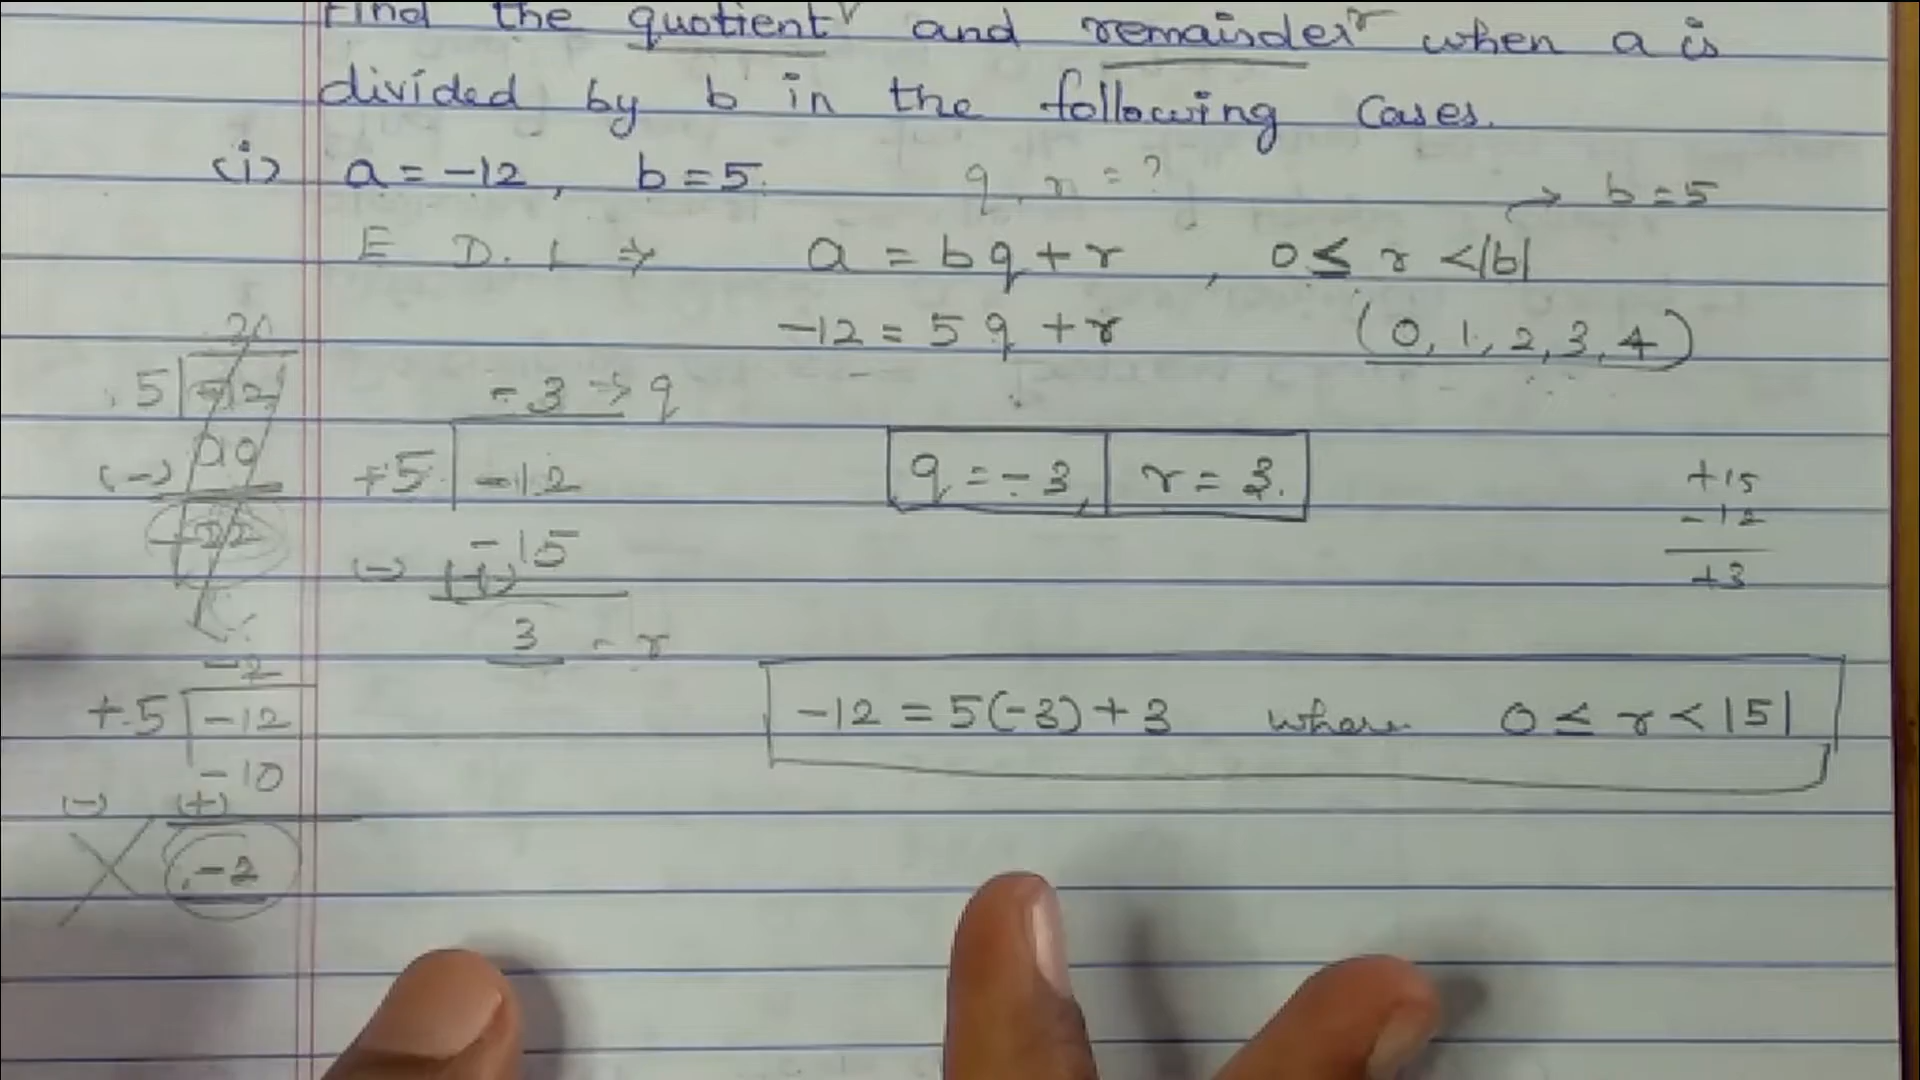 Find the quotient and remainder r when a is
divided by b in the following cases.
(i) a = -12, b = 5. q, r = ?
→ b = 5
E D. L ⇒ a = bq + r , 0 ≤ r < |b|
-12 = 5q + r (0, 1, 2, 3, 4)
5 -12
(-)
-3 → q
+5 -12
(-) -15
(+)
3 - r
q = -3, r = 3.
+15
-12
+3
-2
+5 -12
-10
(-) (+)
-2
-12 = 5(-3) + 3 where 0 ≤ r < |5|